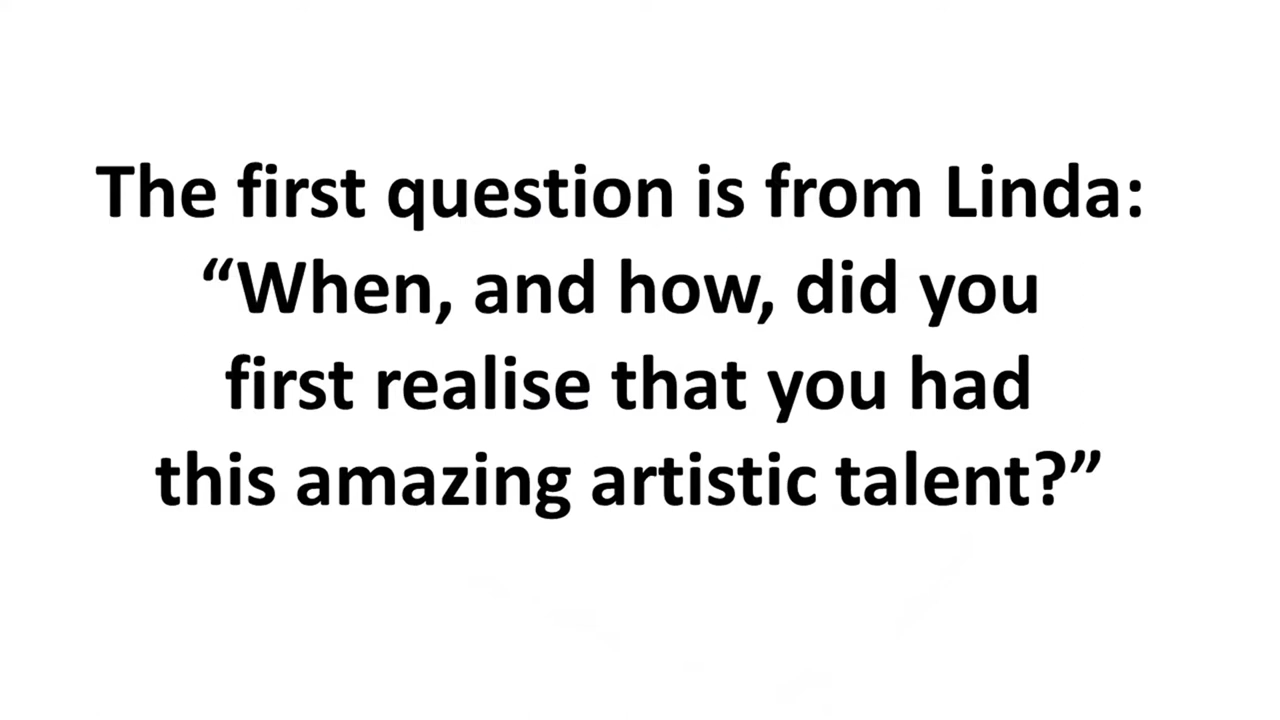 The first question is from Linda:
“When, and how, did you
first realise that you had
this amazing artistic talent?”